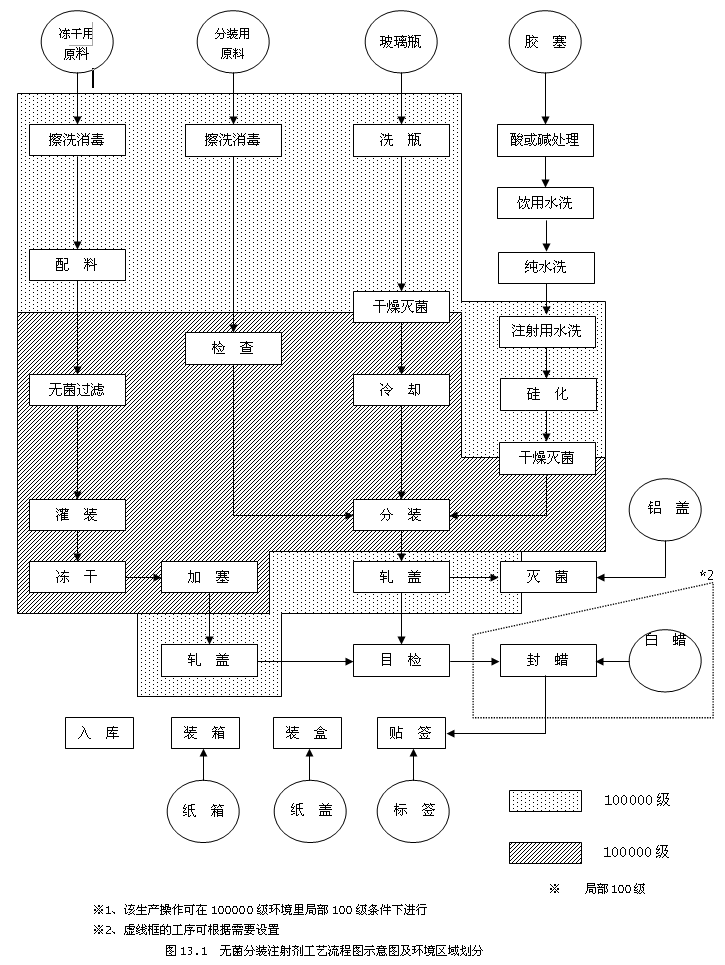 冻干用
原料
分装用
原料
玻璃瓶
胶 塞
擦洗消毒
擦洗消毒
洗 瓶
酸或碱处理
饮用水洗
配 料
纯水洗
干燥灭菌
注射用水洗
检 查
无菌过滤
冷 却
硅 化
干燥灭菌
灌 装
分 装
铝 盖
冻 干
加 塞
轧 盖
灭 菌
*2
白 蜡
轧 盖
目 检
封 蜡
入 库
装 箱
装 盒
贴 签
纸 箱
纸 盖
标 签
100000 级
100000 级
※ 局部 100 级
※1、该生产操作可在 100000 级环境里局部 100 级条件下进行
※2、虚线框的工序可根据需要设置
图 13.1 无菌分装注射剂工艺流程图示意图及环境区域划分